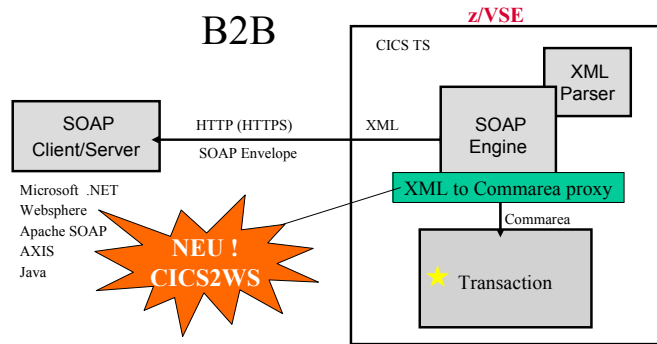 B2B
z/VSE
CICS TS
XML
Parser
SOAP
Client/Server
HTTP (HTTPS)
XML
SOAP Envelope
SOAP
Engine
XML to Commarea proxy
Commarea
Microsoft .NET
Websphere
Apache SOAP
AXIS
Java
NEU !
CICS2WS
Transaction